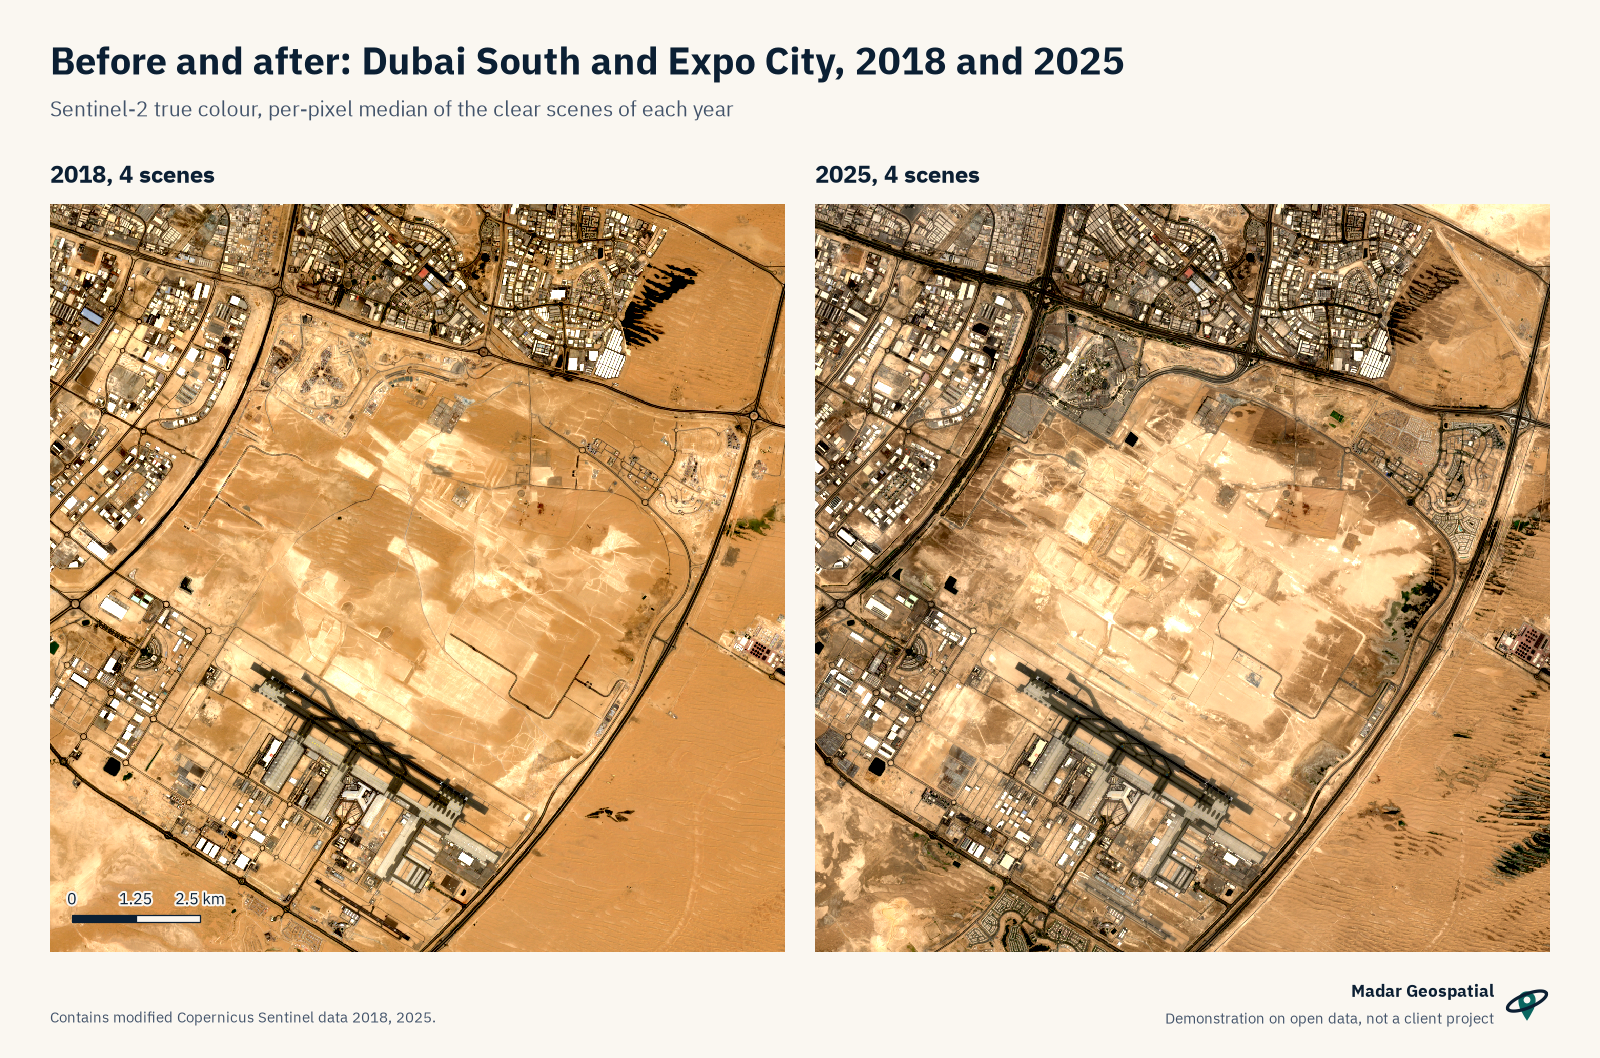 Before and after: Dubai South and Expo City, 2018 and 2025
Sentinel-2 true colour, per-pixel median of the clear scenes of each year
2018, 4 scenes
2025, 4 scenes
0 1.25 2.5 km
Madar Geospatial
Contains modified Copernicus Sentinel data 2018, 2025.
Demonstration on open data, not a client project